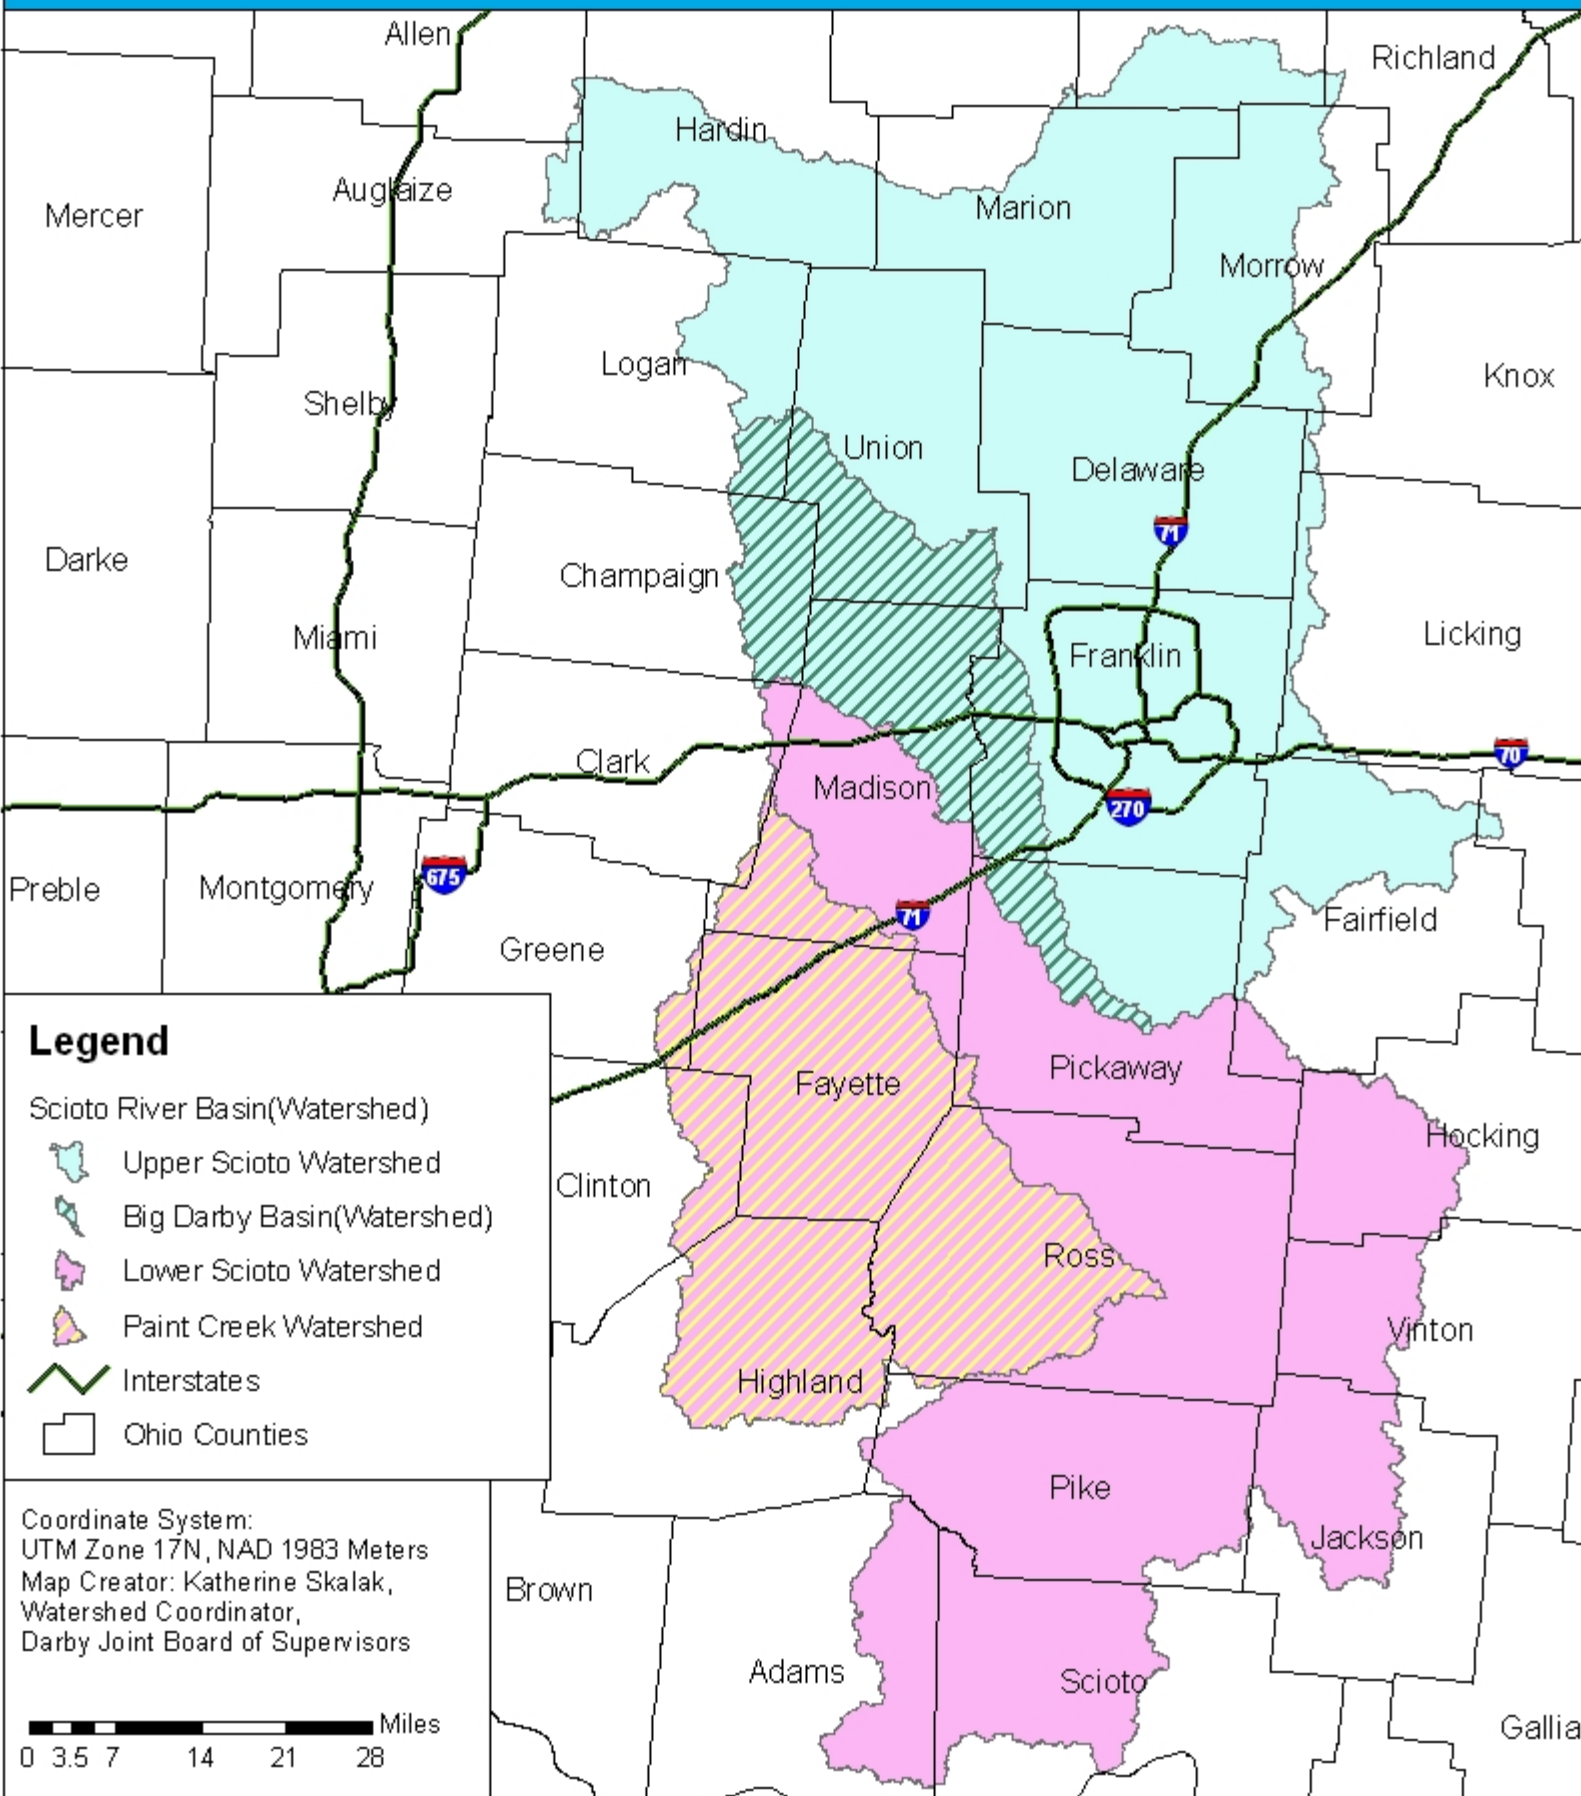 Allen
Richland
Hardin
Auglaize
Mercer
Marion
Morrow
Logan
Knox
Shelby
Union
Delaware
71
Darke
Champaign
Miami
Franklin
Licking
Clark
70
Madison
270
675
Preble
Montgomery
71
Fairfield
Greene
Pickaway
Fayette
Hocking
Clinton
Ross
Vinton
Highland
Pike
Jackson
Brown
Adams
Scioto
Gallia
Legend
Scioto River Basin(Watershed)
Upper Scioto Watershed
Big Darby Basin(Watershed)
Lower Scioto Watershed
Paint Creek Watershed
Interstates
Ohio Counties
Coordinate System:
UTM Zone 17N, NAD 1983 Meters
Map Creator: Katherine Skalak,
Watershed Coordinator,
Darby Joint Board of Supervisors
Miles
0 3.5 7 14 21 28